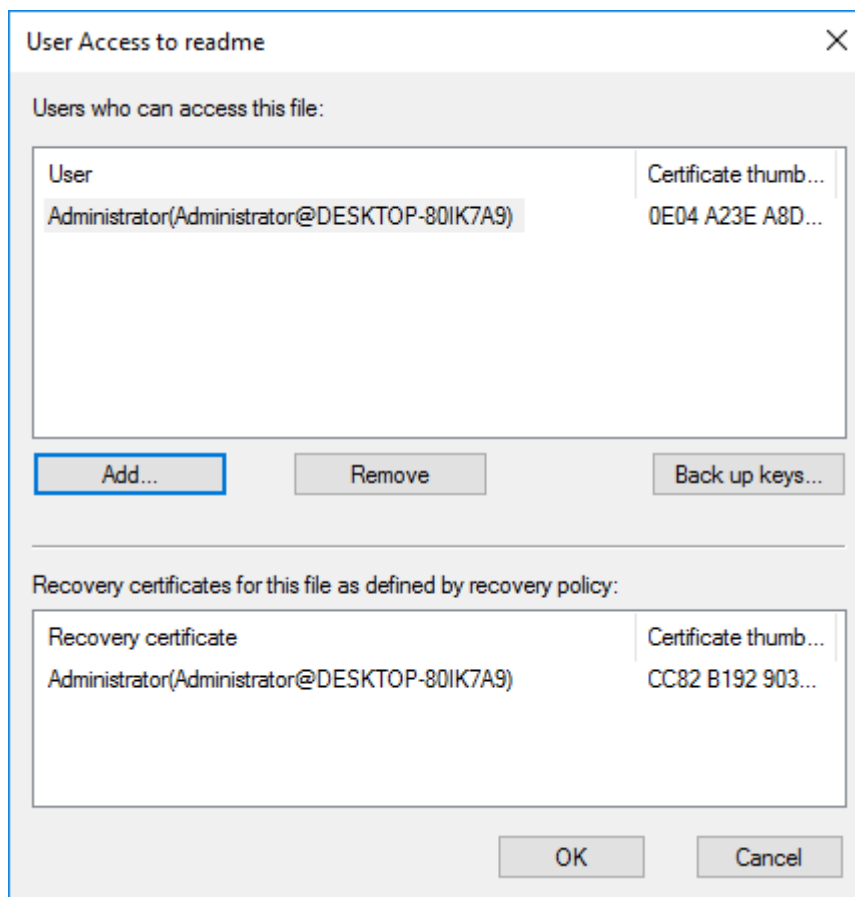 User Access to readme
Users who can access this file:
User Certificate thumb...
Administrator(Administrator@DESKTOP-80IK7A9) 0E04 A23E A8D...
Add... Remove Back up keys...
Recovery certificates for this file as defined by recovery policy:
Recovery certificate Certificate thumb...
Administrator(Administrator@DESKTOP-80IK7A9) CC82 B192 903...
OK Cancel